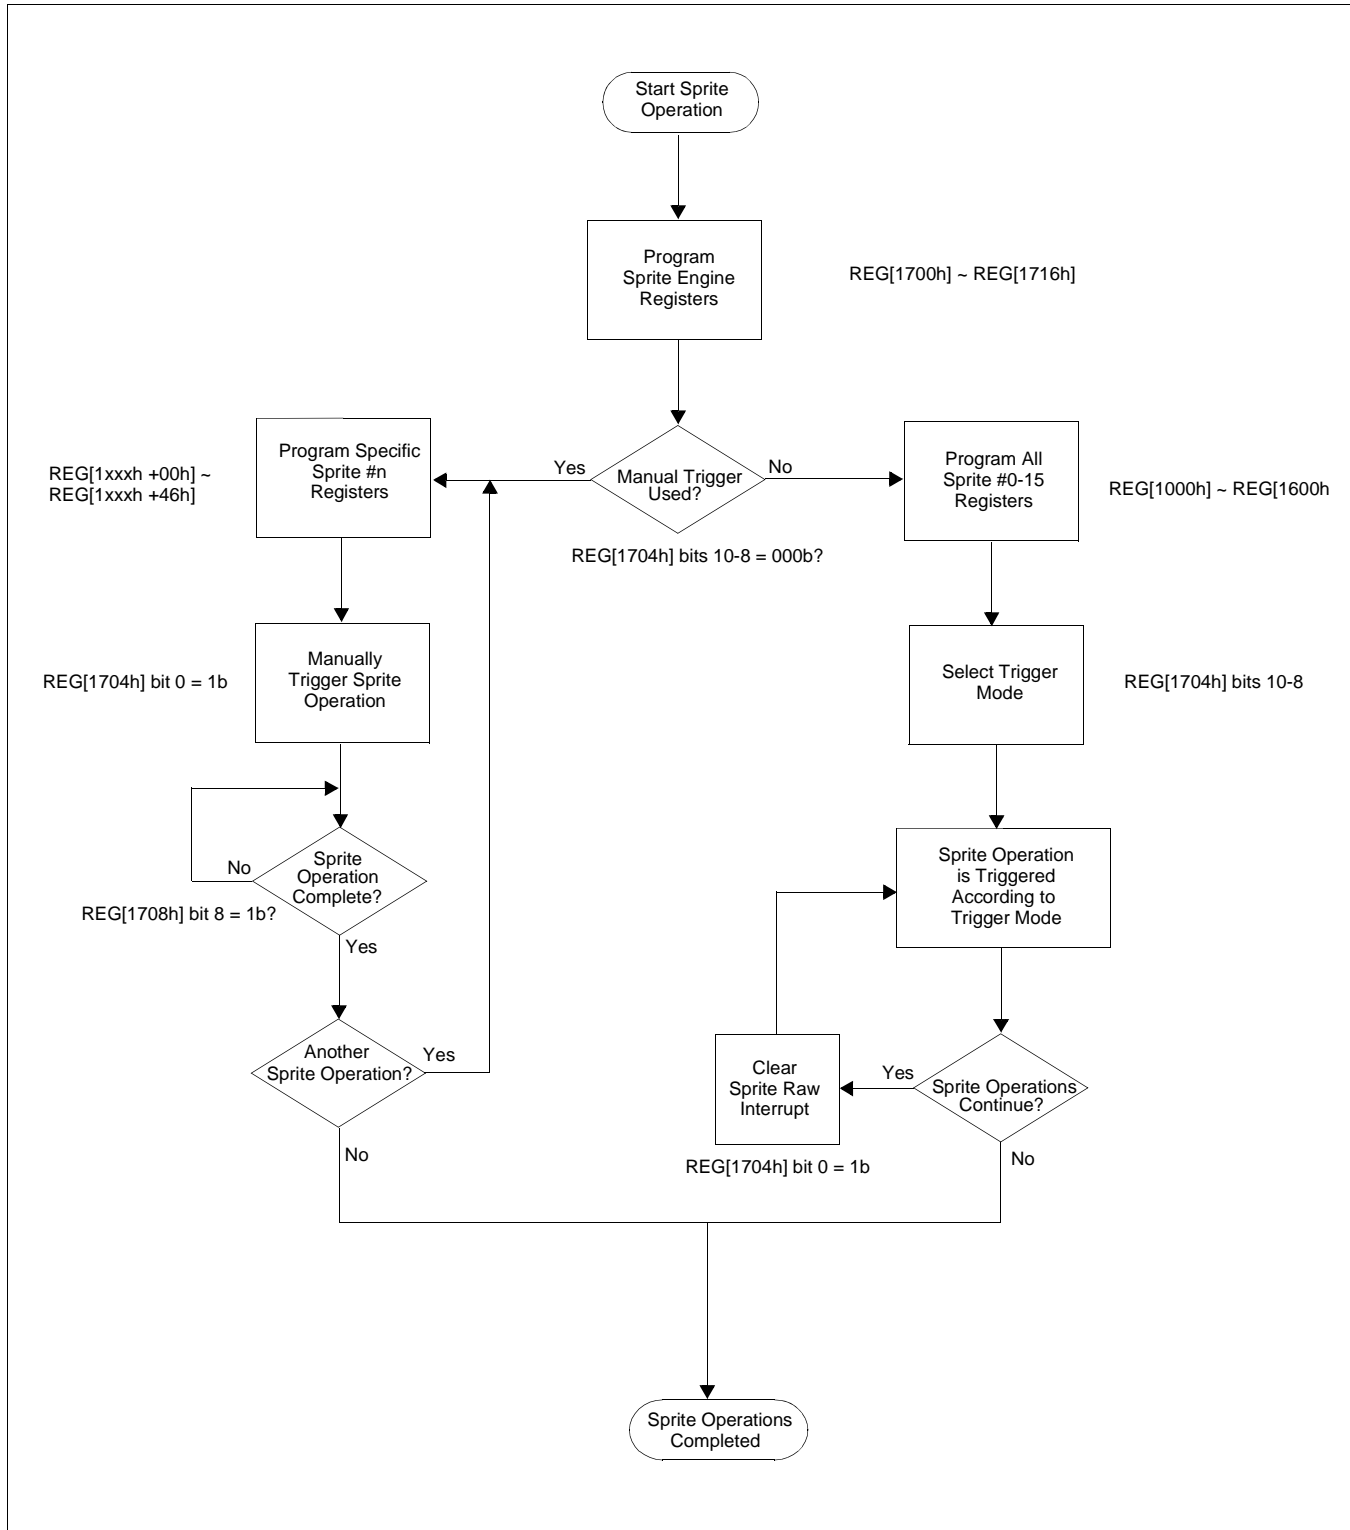 Start Sprite
Operation
Program
Sprite Engine
Registers
REG[1700h] ~ REG[1716h]
Manual Trigger
Used?
Yes
No
REG[1704h] bits 10-8 = 000b?
Program Specific
Sprite #n
Registers
REG[1xxxh +00h] ~
REG[1xxxh +46h]
Program All
Sprite #0-15
Registers
REG[1000h] ~ REG[1600h
Manually
Trigger Sprite
Operation
REG[1704h] bit 0 = 1b
Select Trigger
Mode
REG[1704h] bits 10-8
Sprite
Operation
Complete?
No
REG[1708h] bit 8 = 1b?
Yes
Sprite Operation
is Triggered
According to
Trigger Mode
Another
Sprite Operation?
Yes
No
Clear
Sprite Raw
Interrupt
REG[1704h] bit 0 = 1b
Yes
Sprite Operations
Continue?
No
Sprite Operations
Completed